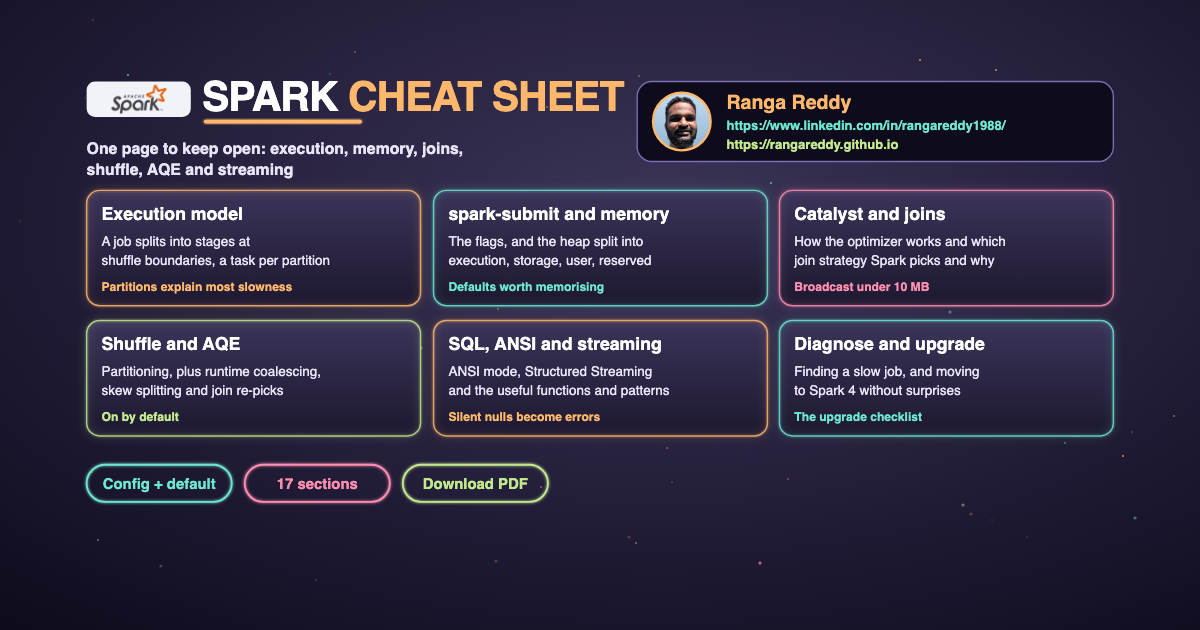 APACHE
Spark
SPARK CHEAT SHEET
One page to keep open: execution, memory, joins,
shuffle, AQE and streaming
Ranga Reddy
https://www.linkedin.com/in/rangareddy1988/
https://rangareddy.github.io
Execution model
A job splits into stages at
shuffle boundaries, a task per partition
Partitions explain most slowness
spark-submit and memory
The flags, and the heap split into
execution, storage, user, reserved
Defaults worth memorising
Catalyst and joins
How the optimizer works and which
join strategy Spark picks and why
Broadcast under 10 MB
Shuffle and AQE
Partitioning, plus runtime coalescing,
skew splitting and join re-picks
On by default
SQL, ANSI and streaming
ANSI mode, Structured Streaming
and the useful functions and patterns
Silent nulls become errors
Diagnose and upgrade
Finding a slow job, and moving
to Spark 4 without surprises
The upgrade checklist
Config + default
17 sections
Download PDF